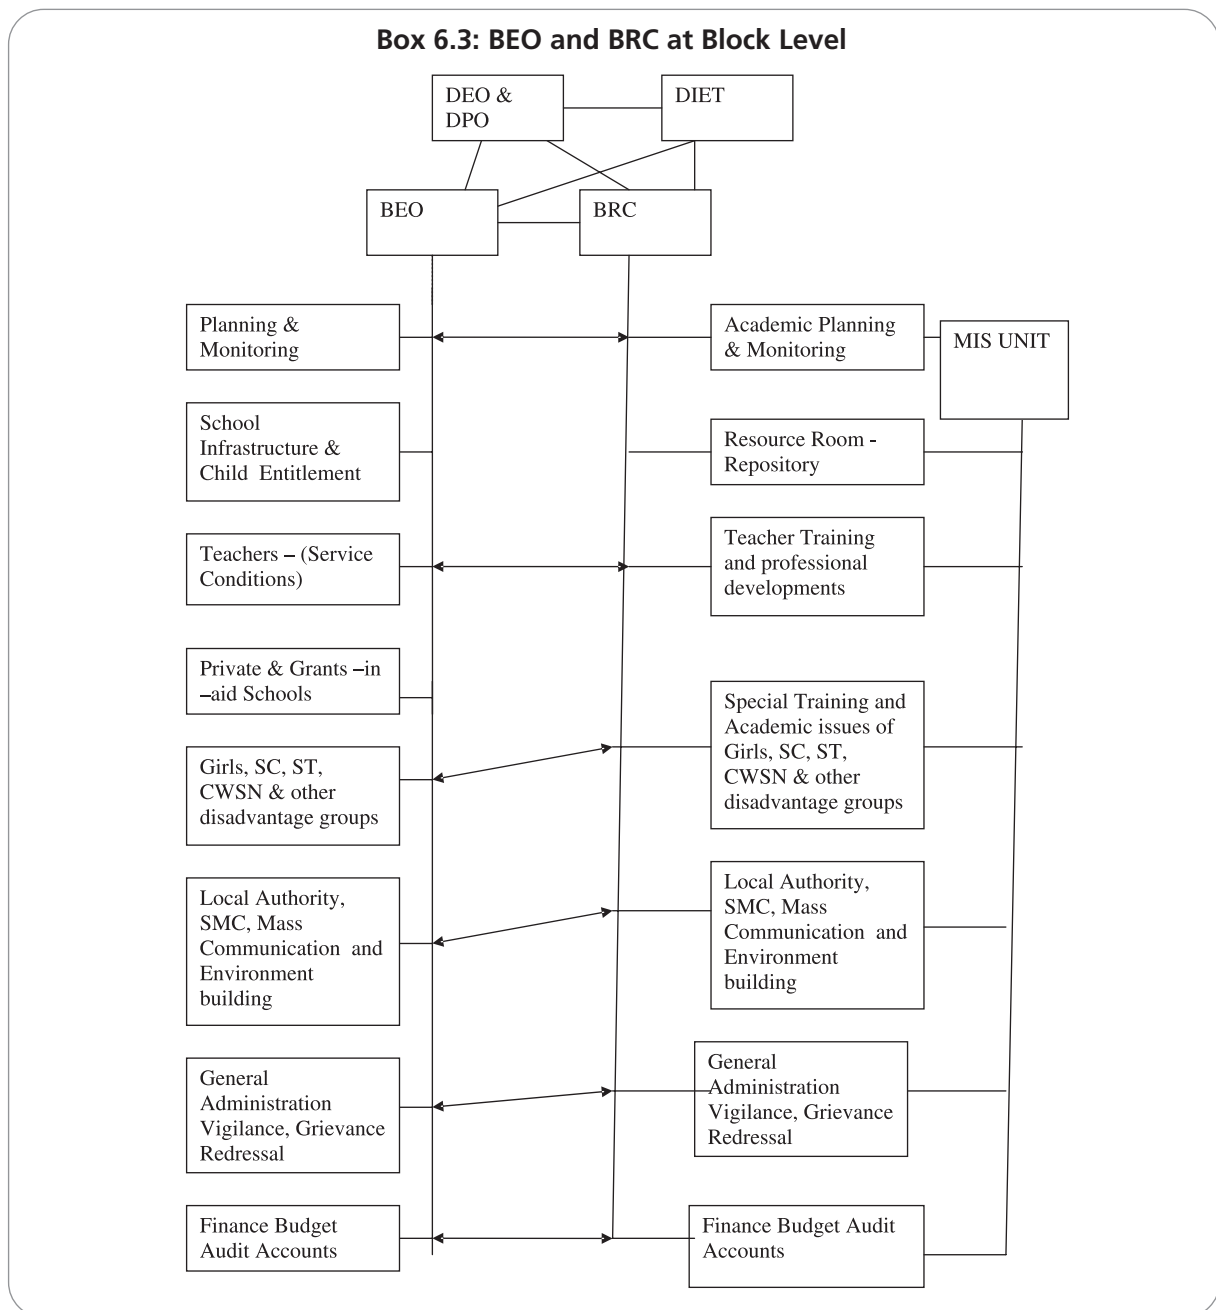 Box 6.3: BEO and BRC at Block Level
DEO &
DPO
DIET
BEO
BRC
Planning &
Monitoring
Academic Planning
& Monitoring
MIS UNIT
School
Infrastructure &
Child Entitlement
Resource Room -
Repository
Teachers – (Service
Conditions)
Teacher Training
and professional
developments
Private & Grants –in
–aid Schools
Special Training and
Academic issues of
Girls, SC, ST,
CWSN & other
disadvantage groups
Girls, SC, ST,
CWSN & other
disadvantage groups
Local Authority,
SMC, Mass
Communication and
Environment
building
Local Authority,
SMC, Mass
Communication and
Environment
building
General
Administration
Vigilance, Grievance
Redressal
General
Administration
Vigilance, Grievance
Redressal
Finance Budget
Audit Accounts
Finance Budget Audit
Accounts